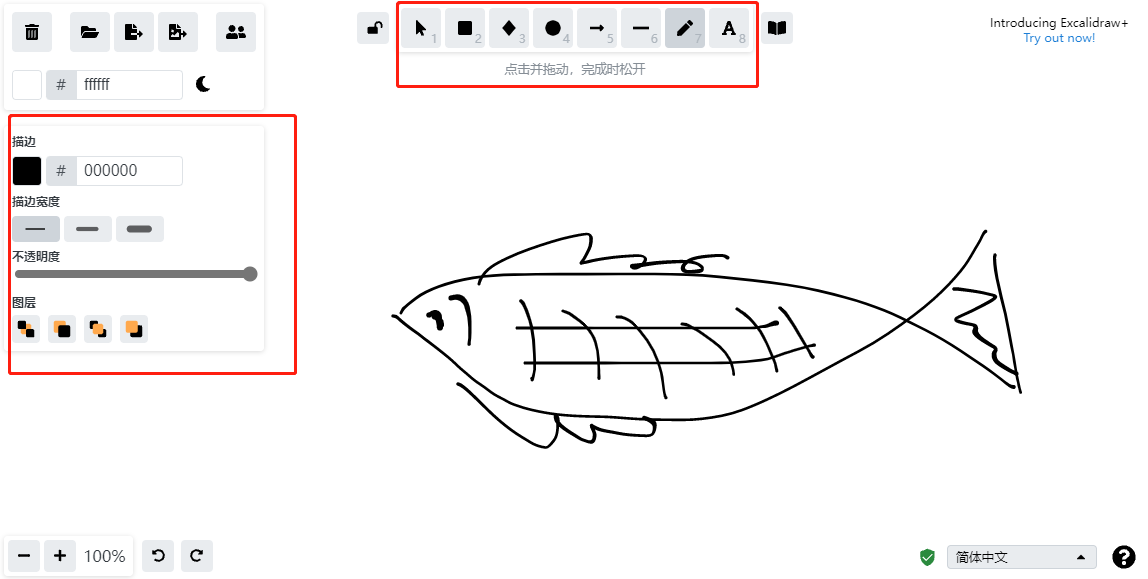 1 2 3 4 5 6 7 A 8
Introducing Excalidraw+
Try out now!
点击并拖动，完成时松开
# ffffff
描边
# 000000
描边宽度
不透明度
图层
100%
简体中文
?